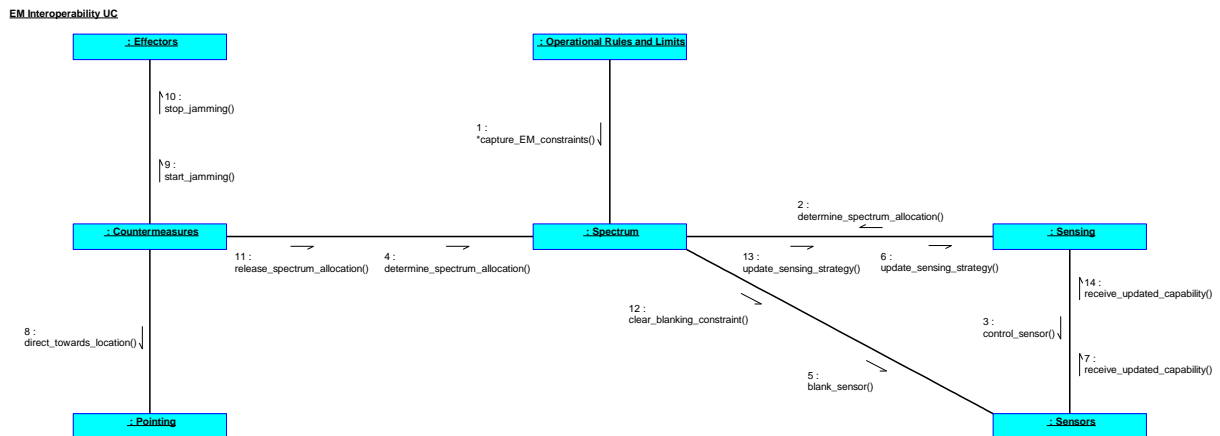 EM Interoperability UC
: Effectors
: Operational Rules and Limits
10 :
stop_jamming()
1 :
*capture_EM_constraints()
9 :
start_jamming()
2 :
determine_spectrum_allocation()
: Countermeasures
: Spectrum
: Sensing
11 :
release_spectrum_allocation()
4 :
determine_spectrum_allocation()
13 :
update_sensing_strategy()
6 :
update_sensing_strategy()
14 :
receive_updated_capability()
12 :
clear_blanking_constraint()
3 :
control_sensor()
8 :
direct_towards_location()
7 :
receive_updated_capability()
5 :
blank_sensor()
: Pointing
: Sensors